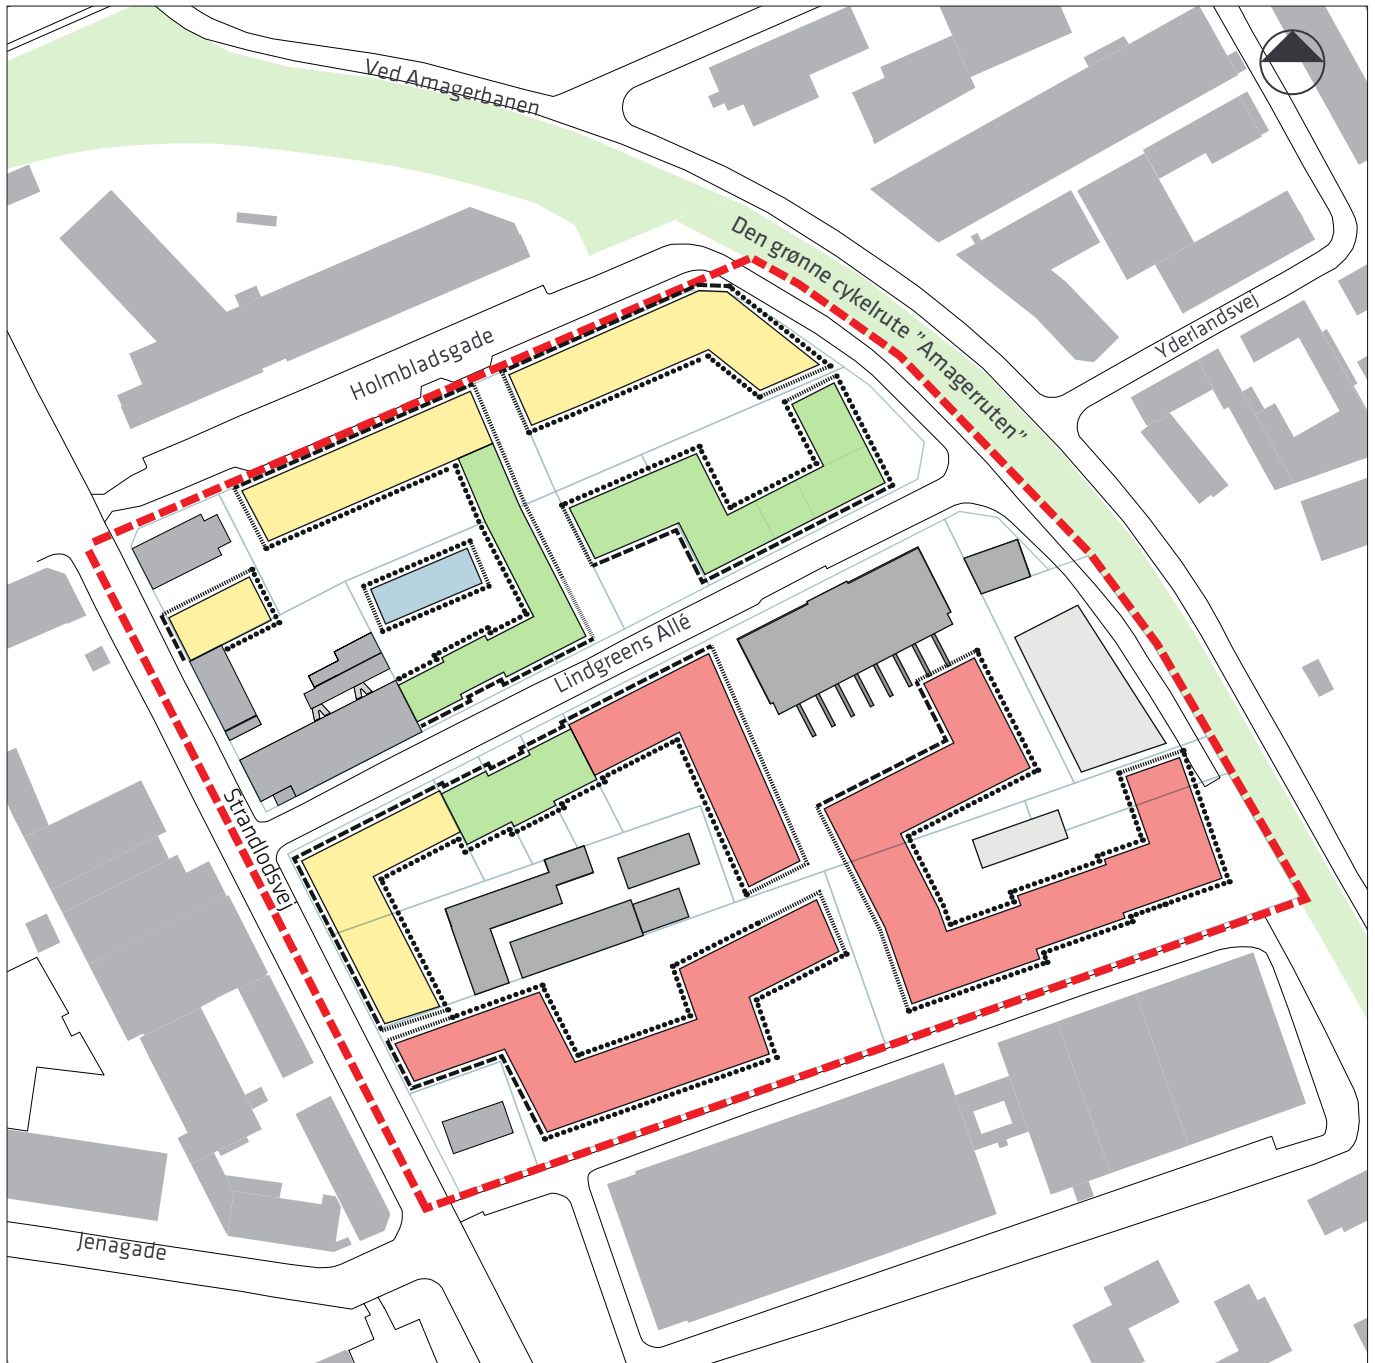 Ved Amagerbanen
Den grønne cykelrute ”Amagerruten”
Yderlandsvej
Holmbladsgade
Lindgreens Allé
Strandlodsvej
Jenagade